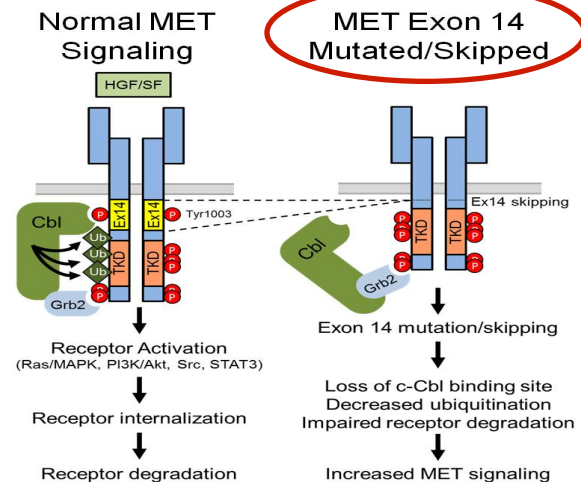 Normal MET
Signaling
HGF/SF
Cbl
P
Ex14
Ex14
P
Tyr1003
Ub
Ub
Ub
TKD
TKD
P
P
P
P
P
P
Grb2
Receptor Activation
(Ras/MAPK, PI3K/Akt, Src, STAT3)
Receptor internalization
Receptor degradation
MET Exon 14
Mutated/Skipped
Ex14 skipping
P
P
TKD
TKD
P
P
Cbl
Grb2
P
P
Exon 14 mutation/skipping
Loss of c-Cbl binding site
Decreased ubiquitination
Impaired receptor degradation
Increased MET signaling